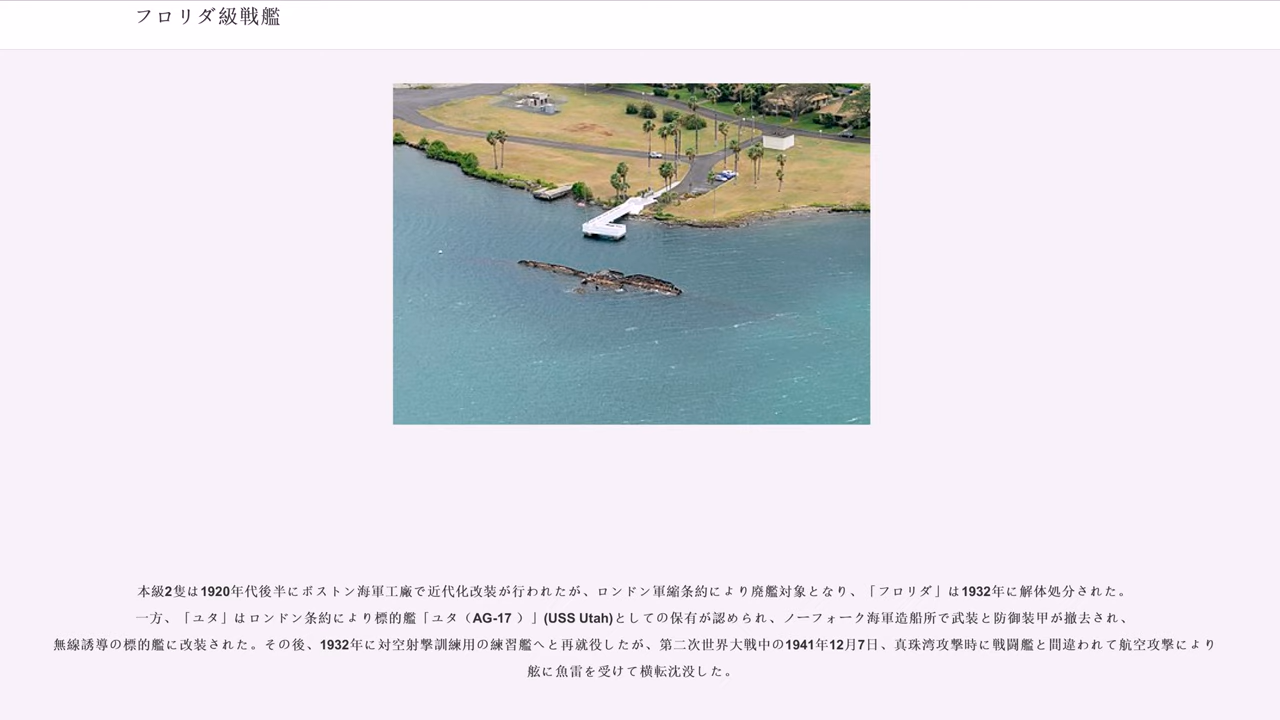 フロリダ級戦艦
本級2隻は1920年代後半にボストン海軍工廠で近代化改装が行われたが、ロンドン軍縮条約により廃艦対象となり、「フロリダ」は1932年に解体処分された。
一方、「ユタ」はロンドン条約により標的艦「ユタ（AG-17 ）」(USS Utah)としての保有が認められ、ノーフォーク海軍造船所で武装と防御装甲が撤去され、
無線誘導の標的艦に改装された。その後、1932年に対空射撃訓練用の練習艦へと再就役したが、第二次世界大戦中の1941年12月7日、真珠湾攻撃時に戦闘艦と間違われて航空攻撃により
舷に魚雷を受けて横転沈没した。